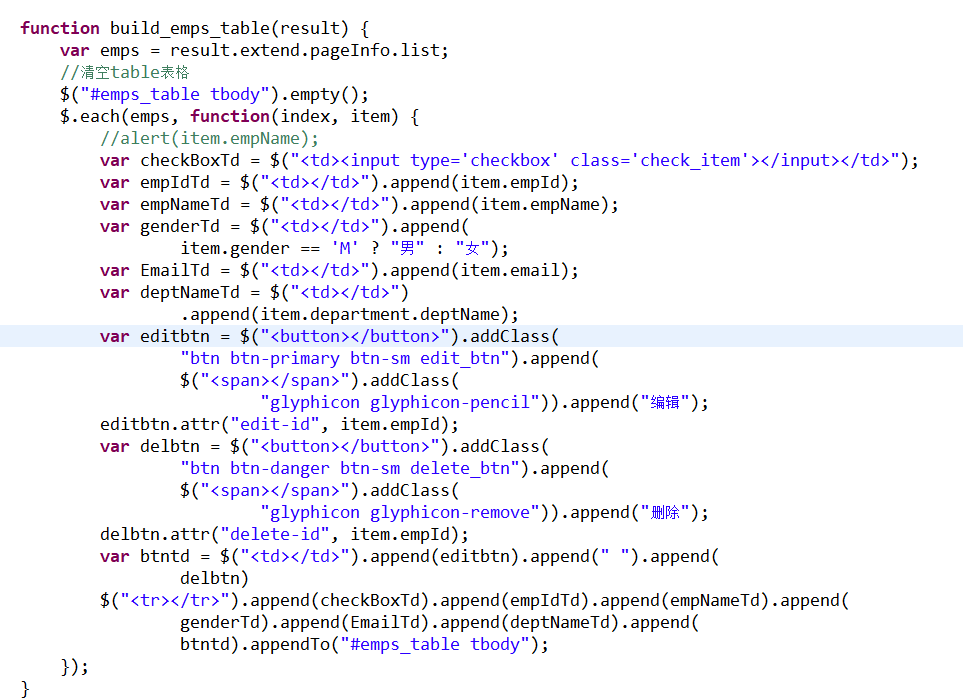 function build_emps_table(result) {
    var emps = result.extend.pageInfo.list;
    //清空table表格
    $("#emps_table tbody").empty();
    $.each(emps, function(index, item) {
        //alert(item.empName);
        var checkBoxTd = $("<td><input type='checkbox' class='check_item'></input></td>");
        var empIdTd = $("<td></td>").append(item.empId);
        var empNameTd = $("<td></td>").append(item.empName);
        var genderTd = $("<td></td>").append(
                item.gender == 'M' ? "男" : "女");
        var EmailTd = $("<td></td>").append(item.email);
        var deptNameTd = $("<td></td>")
                .append(item.department.deptName);
        var editbtn = $("<button></button>").addClass(
                "btn btn-primary btn-sm edit_btn").append(
                $("<span></span>").addClass(
                        "glyphicon glyphicon-pencil")).append("编辑");
        editbtn.attr("edit-id", item.empId);
        var delbtn = $("<button></button>").addClass(
                "btn btn-danger btn-sm delete_btn").append(
                $("<span></span>").addClass(
                        "glyphicon glyphicon-remove")).append("删除");
        delbtn.attr("delete-id", item.empId);
        var btntd = $("<td></td>").append(editbtn).append(" ").append(
                delbtn)
        $("<tr></tr>").append(checkBoxTd).append(empIdTd).append(empNameTd).append(
                genderTd).append(EmailTd).append(deptNameTd).append(
                btntd).appendTo("#emps_table tbody");
    });
}